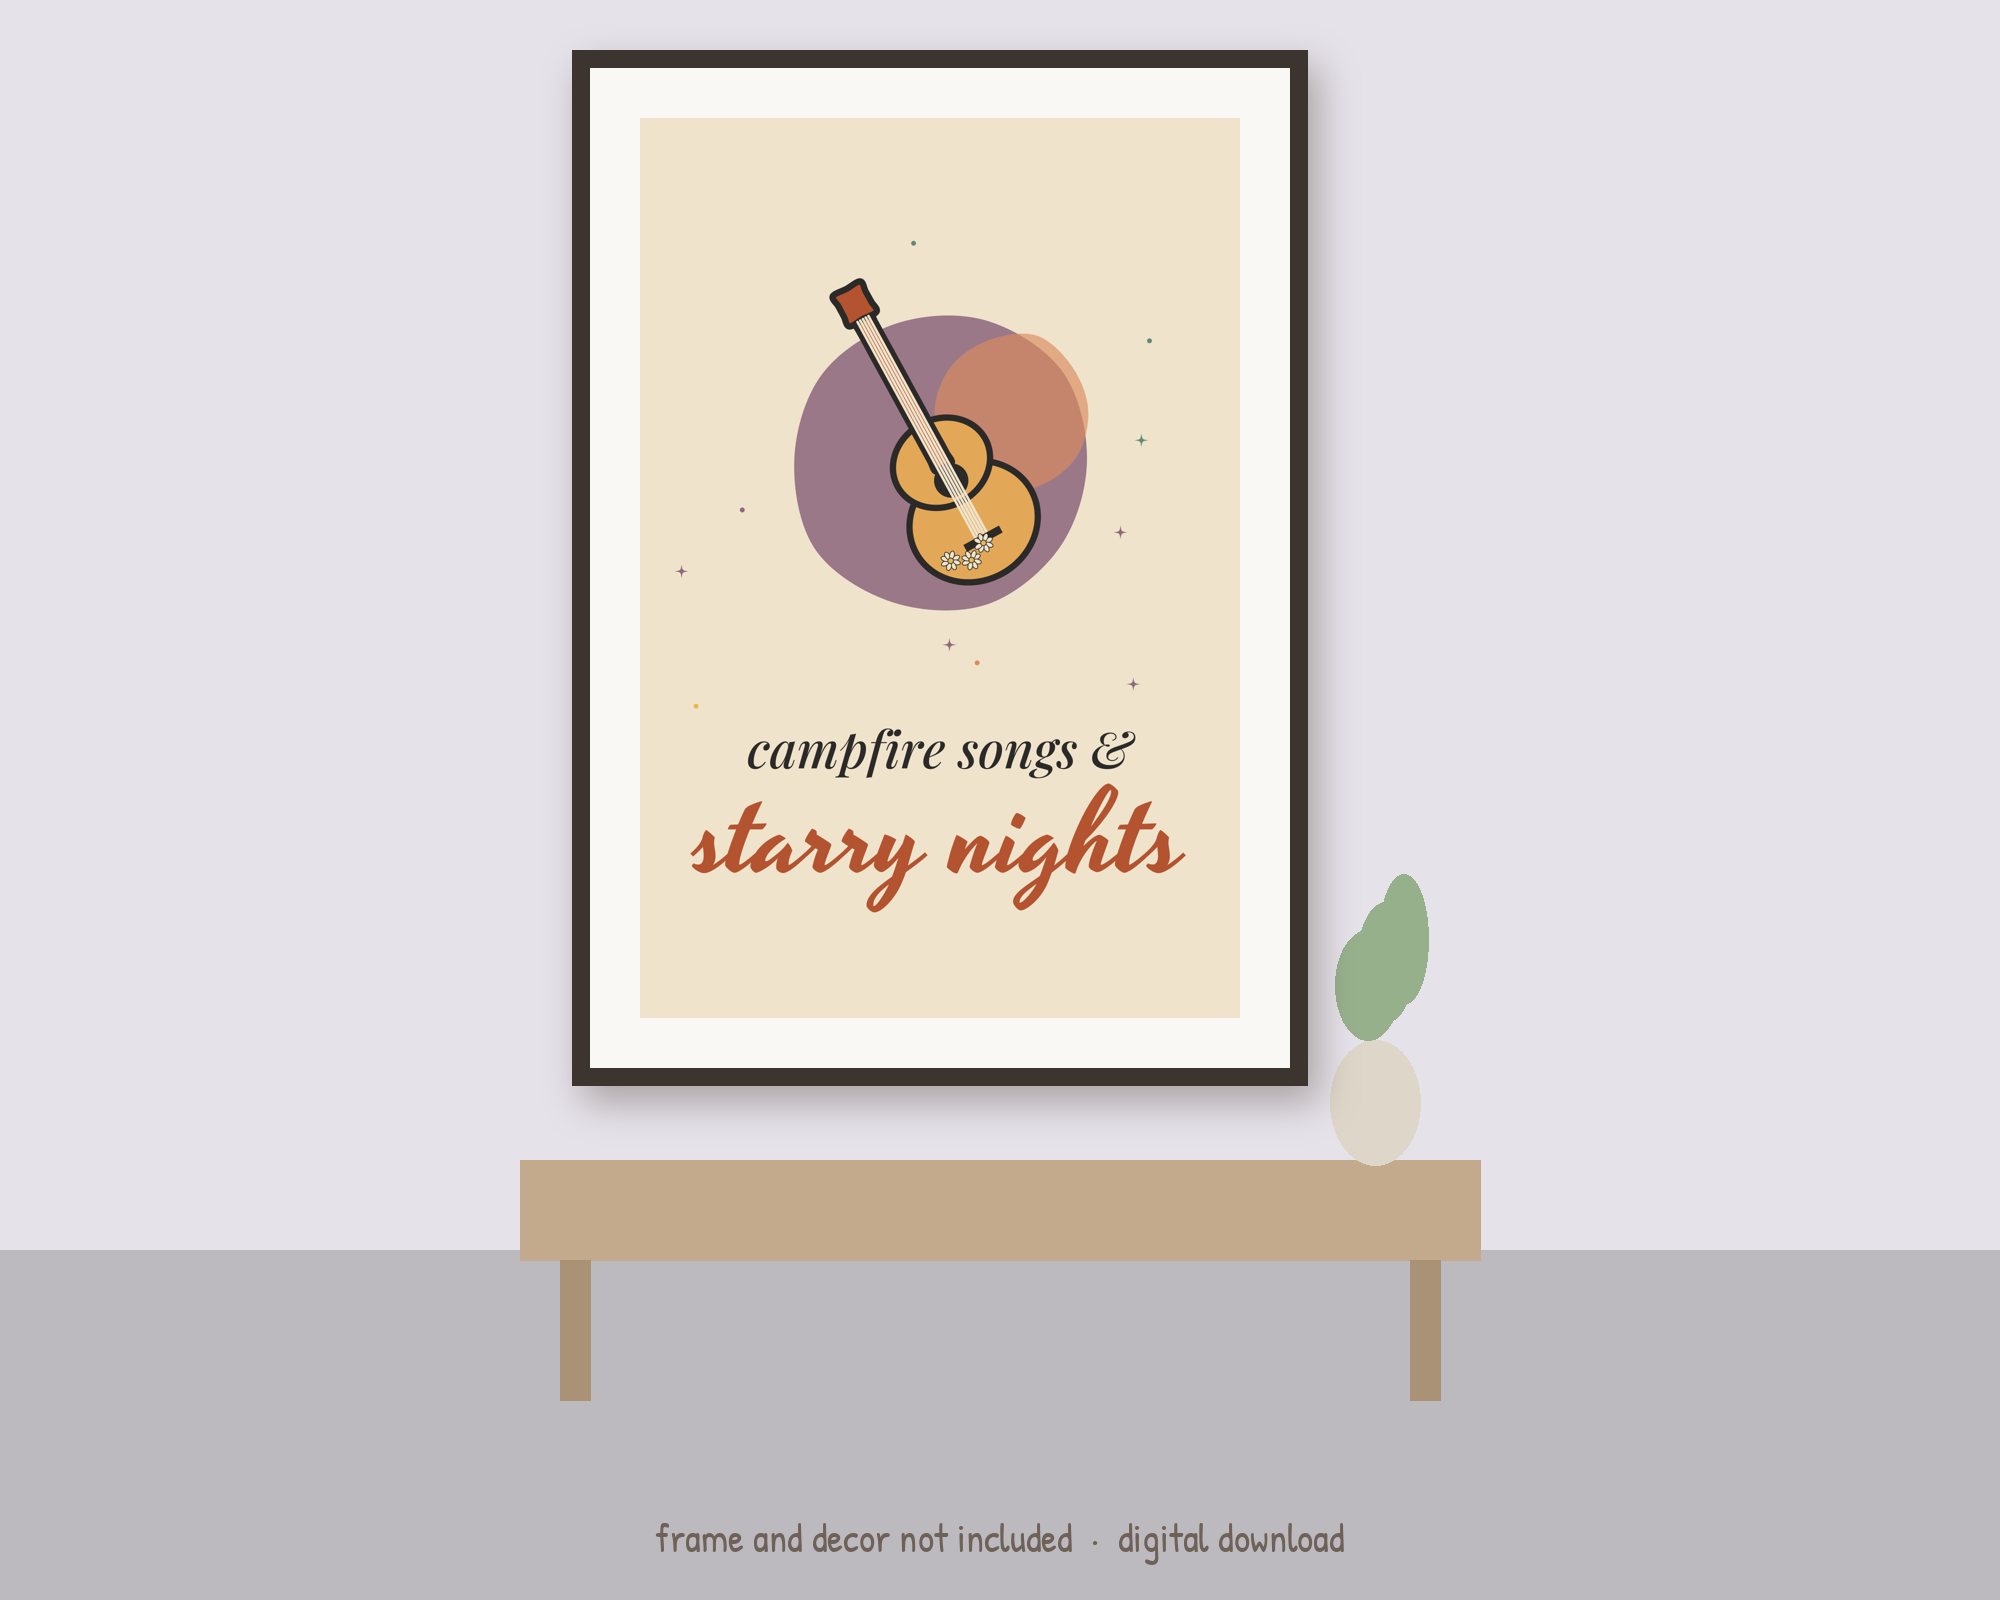 campfire songs &
starry nights
frame and decor not included · digital download